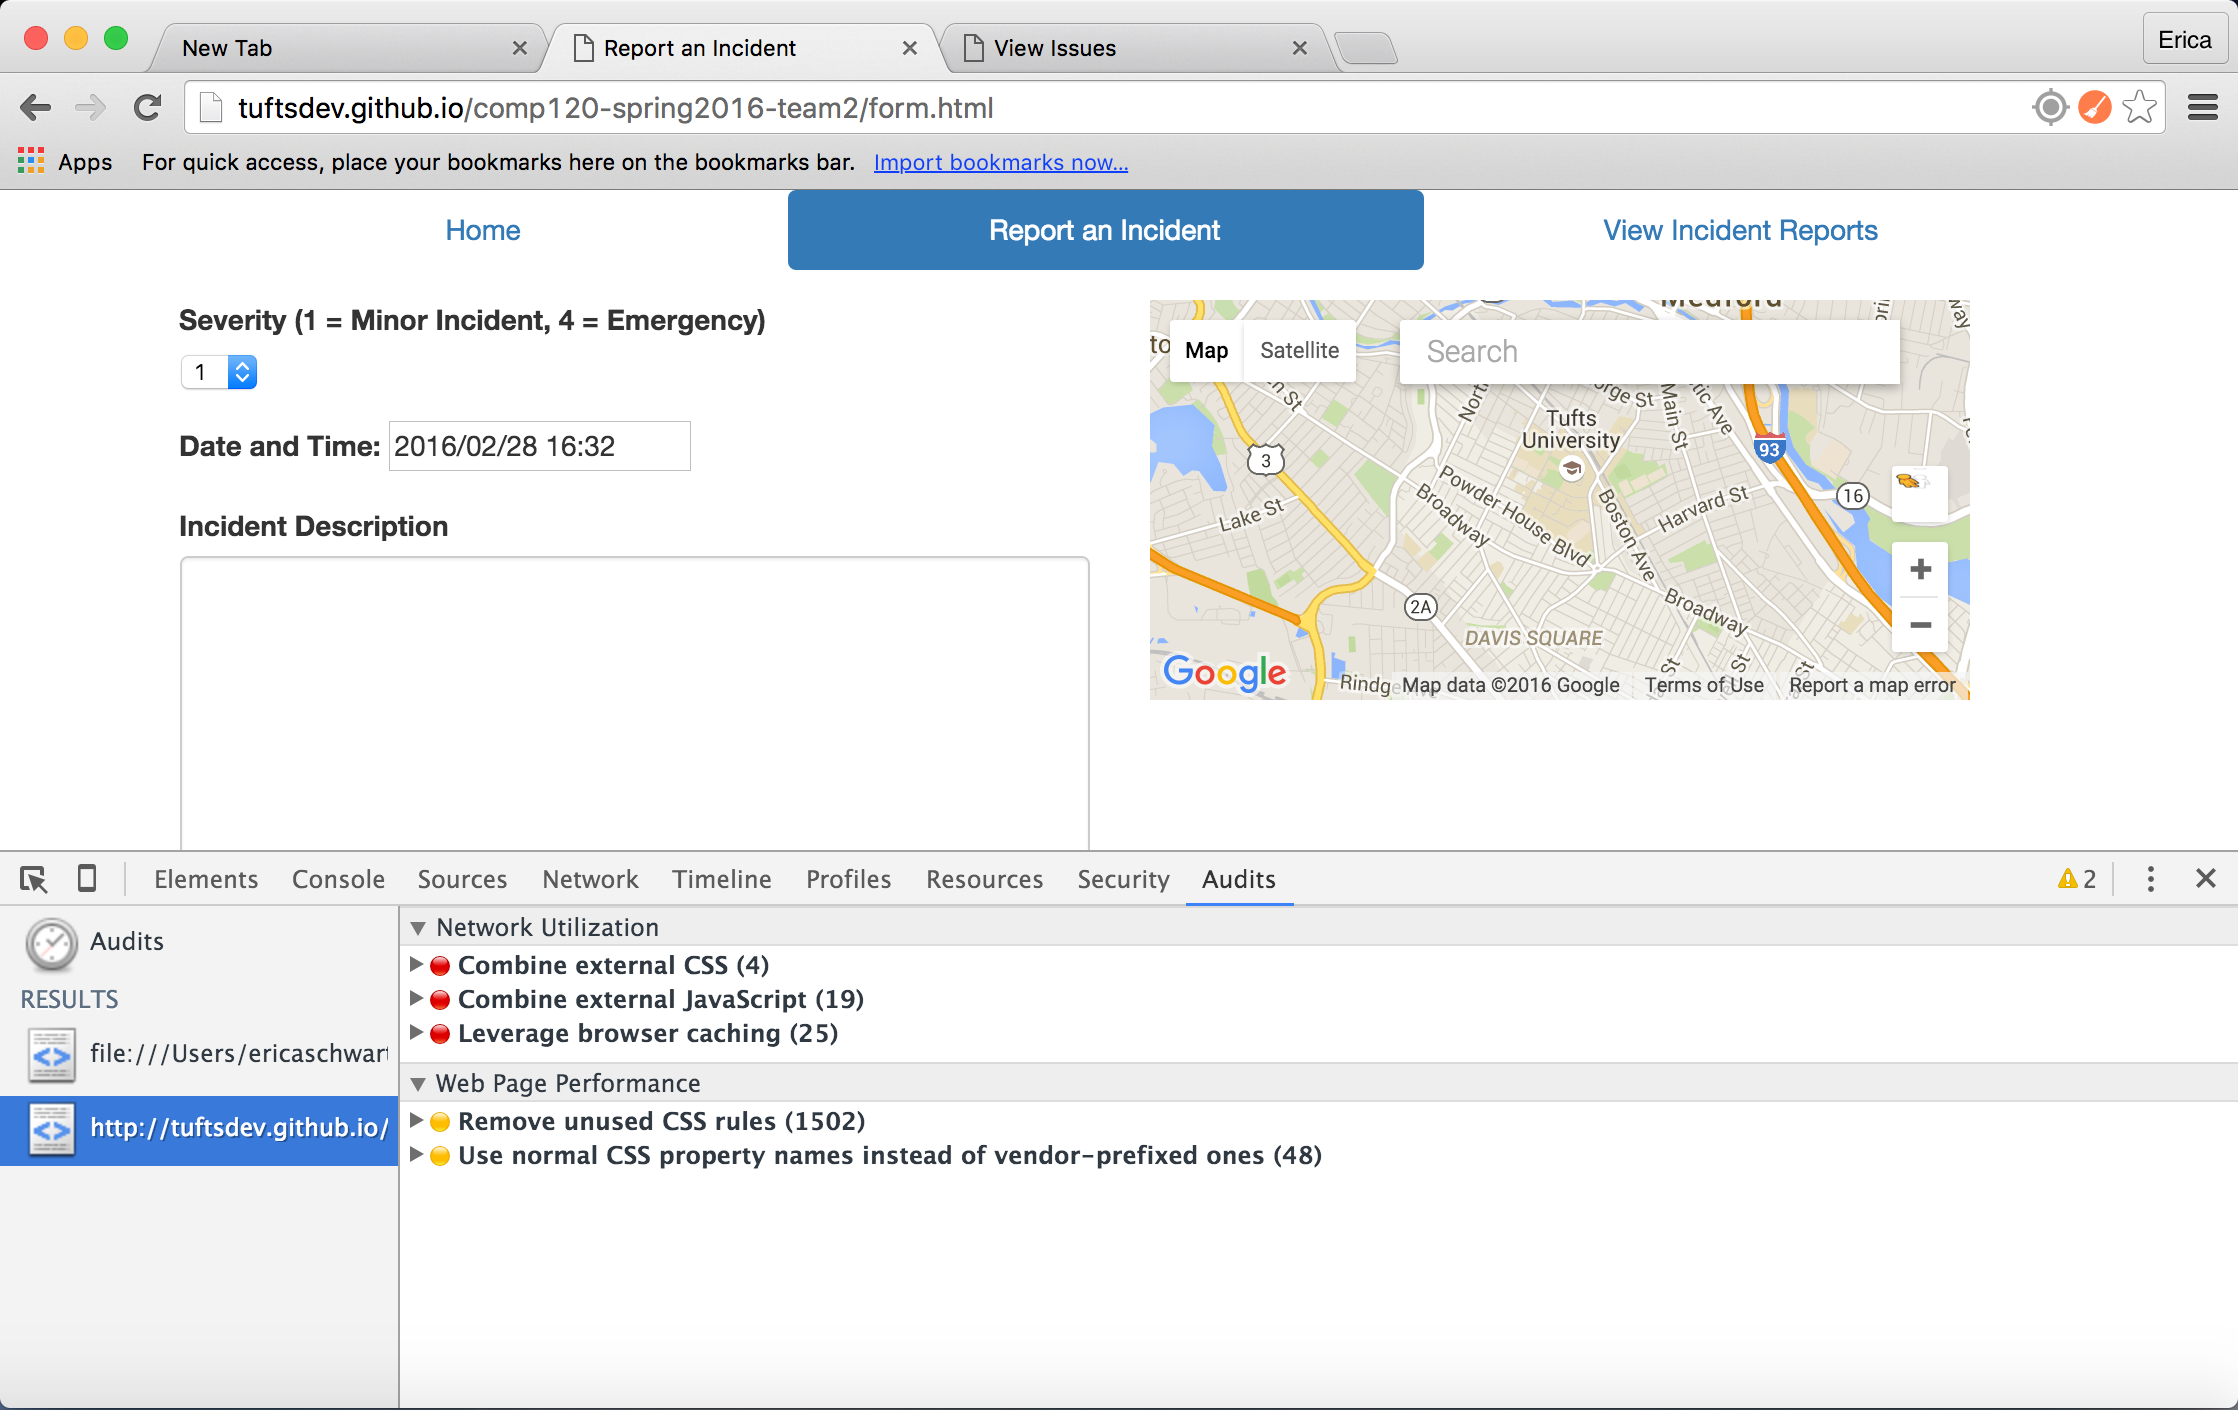 New Tab
Report an Incident
View Issues
Erica
tuftsdev.github.io/comp120-spring2016-team2/form.html
Apps
For quick access, place your bookmarks here on the bookmarks bar.
Import bookmarks now...
Home
Report an Incident
View Incident Reports
Severity (1 = Minor Incident, 4 = Emergency)
1
Date and Time:
2016/02/28 16:32
Incident Description
Medford
Map
Satellite
Search
Main St
Tufts
University
3
93
16
Lake St
Powder House Blvd
Broadway
Boston Ave
Harvard St
2A
Broadway
DAVIS SQUARE
Google
Map data ©2016 Google
Terms of Use
Report a map error
Elements
Console
Sources
Network
Timeline
Profiles
Resources
Security
Audits
2
Audits
RESULTS
file:///Users/ericaschwar
http://tuftsdev.github.io/
Network Utilization
Combine external CSS (4)
Combine external JavaScript (19)
Leverage browser caching (25)
Web Page Performance
Remove unused CSS rules (1502)
Use normal CSS property names instead of vendor-prefixed ones (48)